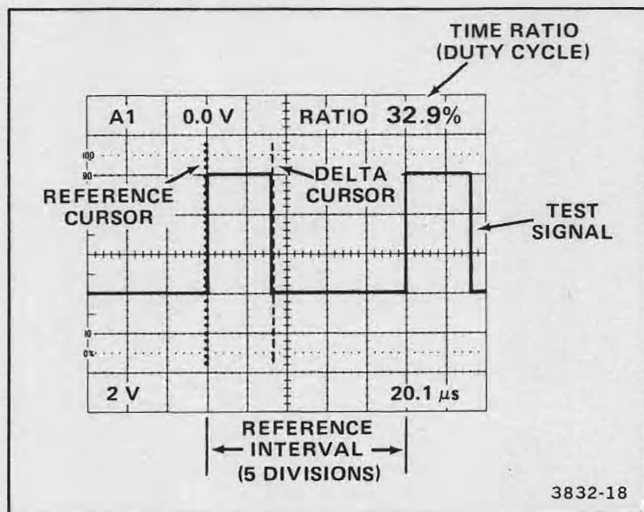 TIME RATIO
(DUTY CYCLE)
A1 0.0 V RATIO 32.9%
100
90
REFERENCE
CURSOR
DELTA
CURSOR
TEST
SIGNAL
10
0%
2 V 20.1 μs
REFERENCE
INTERVAL
(5 DIVISIONS)
3832-18